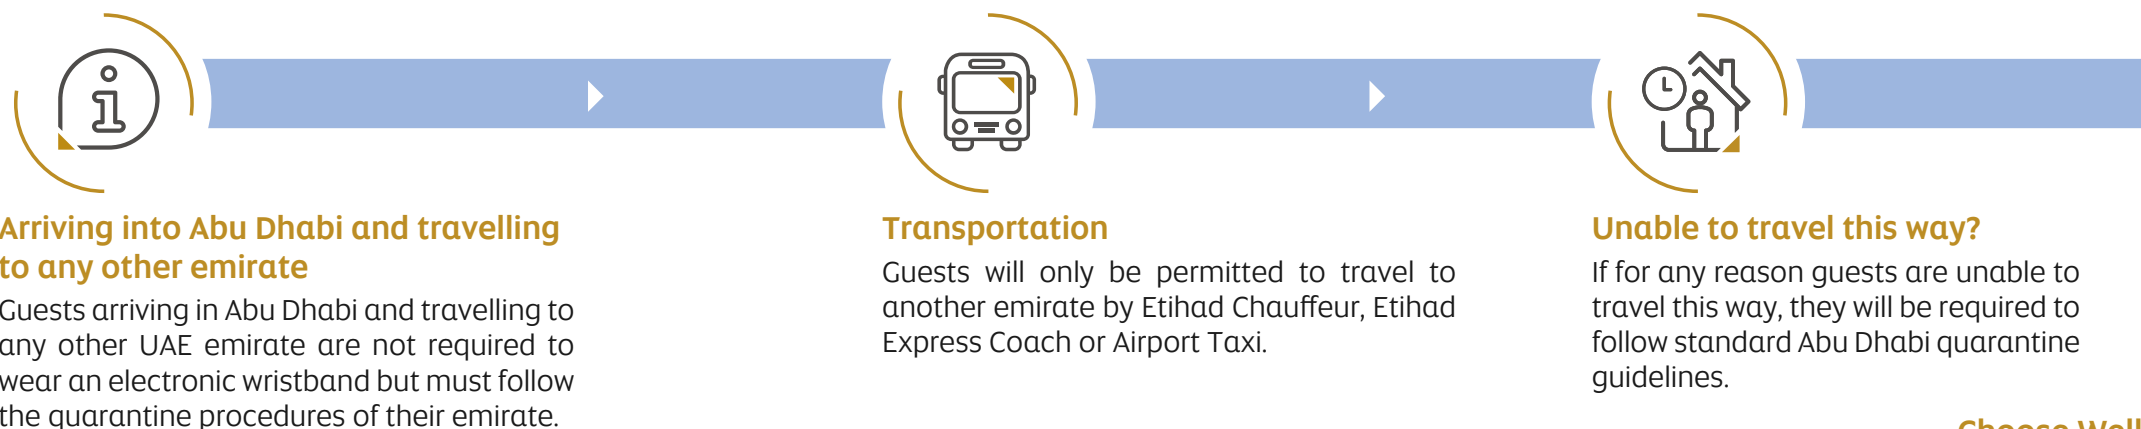 Arriving into Abu Dhabi and travelling
to any other emirate
Guests arriving in Abu Dhabi and travelling to
any other UAE emirate are not required to
wear an electronic wristband but must follow
the quarantine procedures of their emirate.
Transportation
Guests will only be permitted to travel to
another emirate by Etihad Chauffeur, Etihad
Express Coach or Airport Taxi.
Unable to travel this way?
If for any reason guests are unable to
travel this way, they will be required to
follow standard Abu Dhabi quarantine
guidelines.
Choose Well